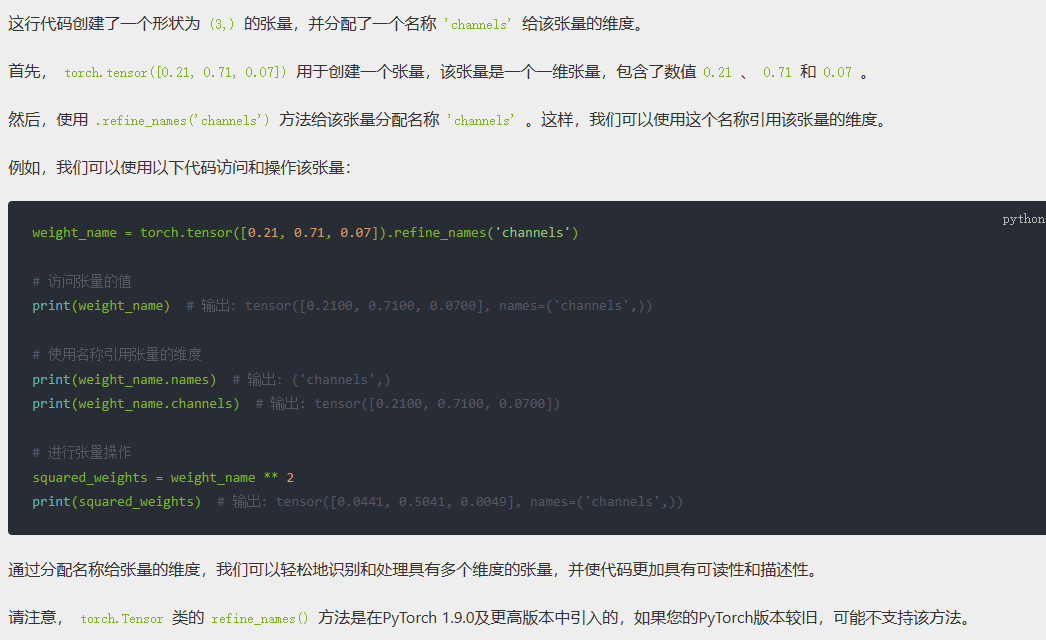 这行代码创建了一个形状为 (3,) 的张量，并分配了一个名称 'channels' 给该张量的维度。
首先， torch.tensor([0.21, 0.71, 0.07]) 用于创建一个张量，该张量是一个一维张量，包含了数值 0.21 、 0.71 和 0.07 。
然后，使用 .refine_names('channels') 方法给该张量分配名称 'channels' 。这样，我们可以使用这个名称引用该张量的维度。
例如，我们可以使用以下代码访问和操作该张量：
python
weight_name = torch.tensor([0.21, 0.71, 0.07]).refine_names('channels')
# 访问张量的值
print(weight_name)  # 输出: tensor([0.2100, 0.7100, 0.0700], names=('channels',))
# 使用名称引用张量的维度
print(weight_name.names)  # 输出: ('channels',)
print(weight_name.channels)  # 输出: tensor([0.2100, 0.7100, 0.0700])
# 进行张量操作
squared_weights = weight_name ** 2
print(squared_weights)  # 输出: tensor([0.0441, 0.5041, 0.0049], names=('channels',))
通过分配名称给张量的维度，我们可以轻松地识别和处理具有多个维度的张量，并使代码更加具有可读性和描述性。
请注意， torch.Tensor 类的 refine_names() 方法是在PyTorch 1.9.0及更高版本中引入的，如果您的PyTorch版本较旧，可能不支持该方法。